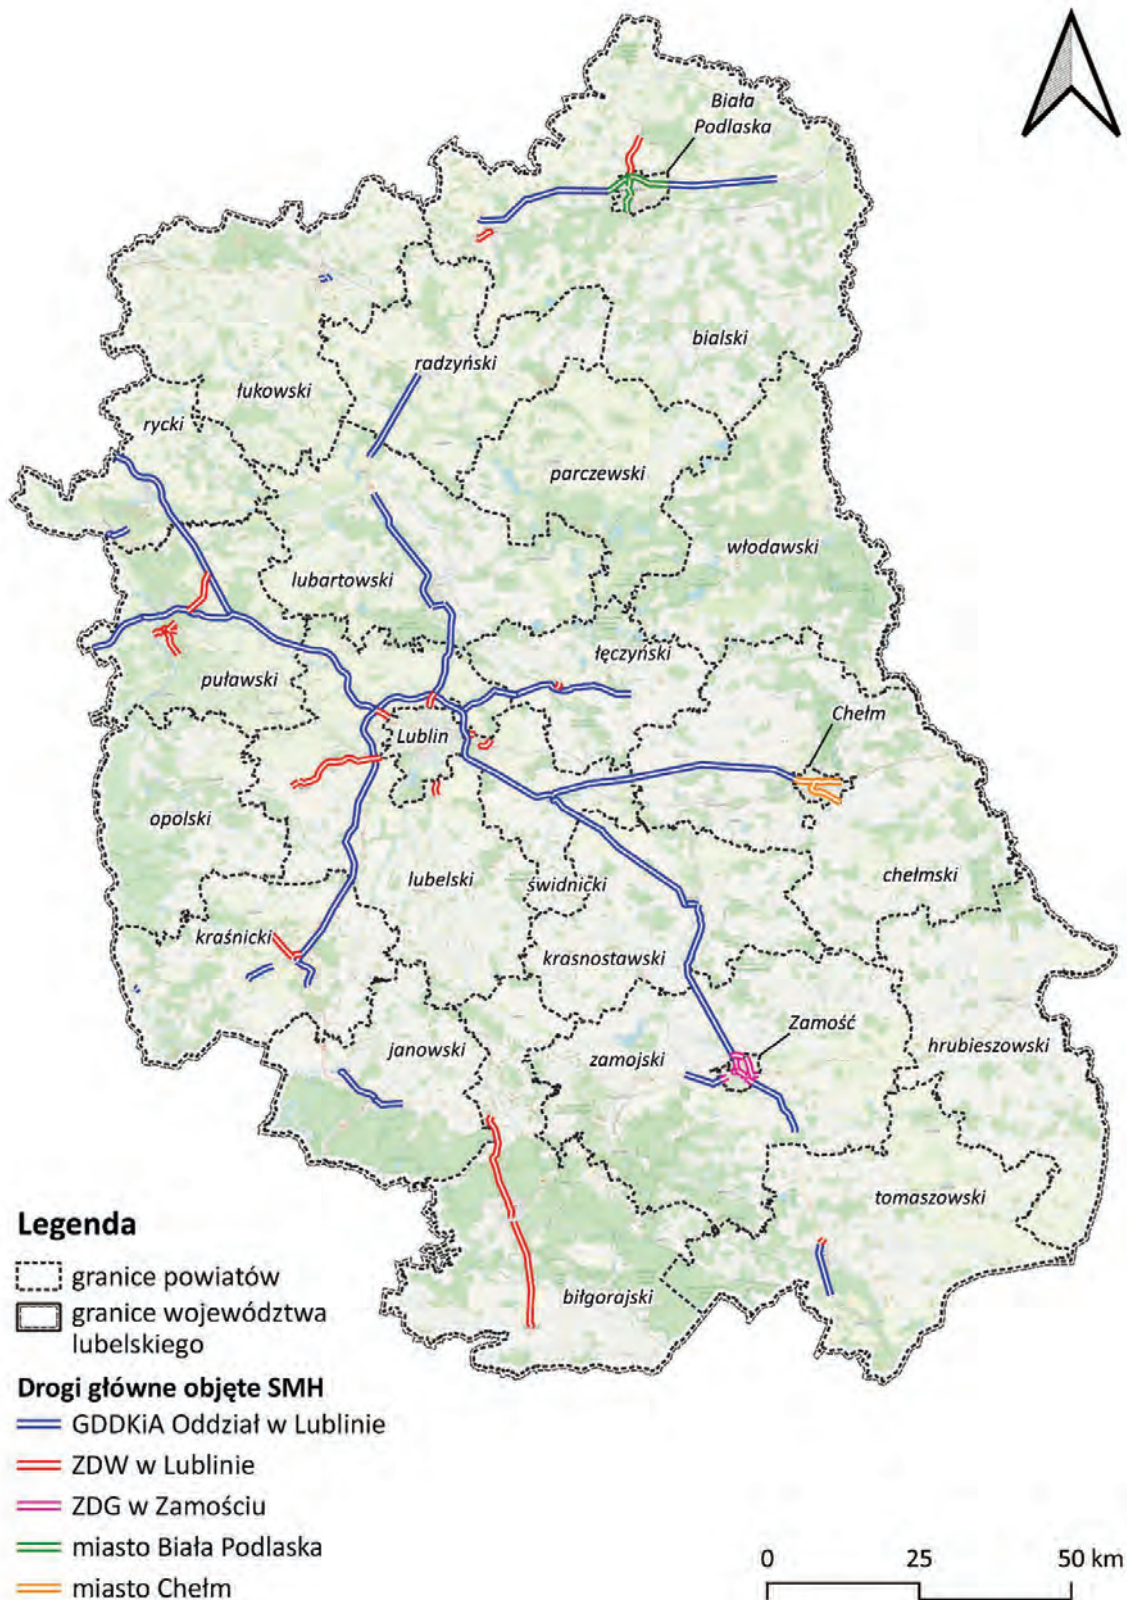 Biała
Podlaska
bialski
radzyński
łukowski
rycki
parczewski
włodawski
lubartowski
łęczyński
puławski
Chełm
Lublin
opolski
lubelski
świdnicki
chełmski
kraśnicki
krasnostawski
Zamość
janowski
zamojski
hrubieszowski
tomaszowski
biłgorajski
Legenda
granice powiatów
granice województwa
lubelskiego
Drogi główne objęte SMH
GDDKiA Oddział w Lublinie
ZDW w Lublinie
ZDG w Zamościu
miasto Biała Podlaska
miasto Chełm
0 25 50 km